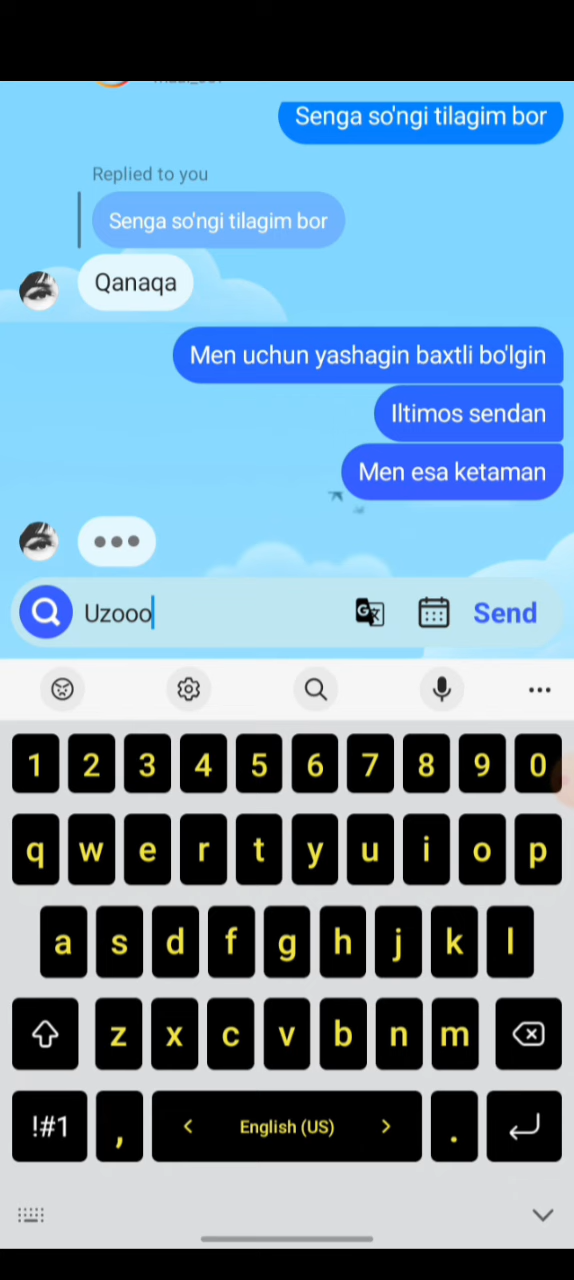 Senga so'ngi tilagim bor
Replied to you
Senga so'ngi tilagim bor
Qanaqa
Men uchun yashagin baxtli bo'lgin
Iltimos sendan
Men esa ketaman
Uzooo
Send
1 2 3 4 5 6 7 8 9 0
q w e r t y u i o p
a s d f g h j k l
z x c v b n m
!#1 , < English (US) > .